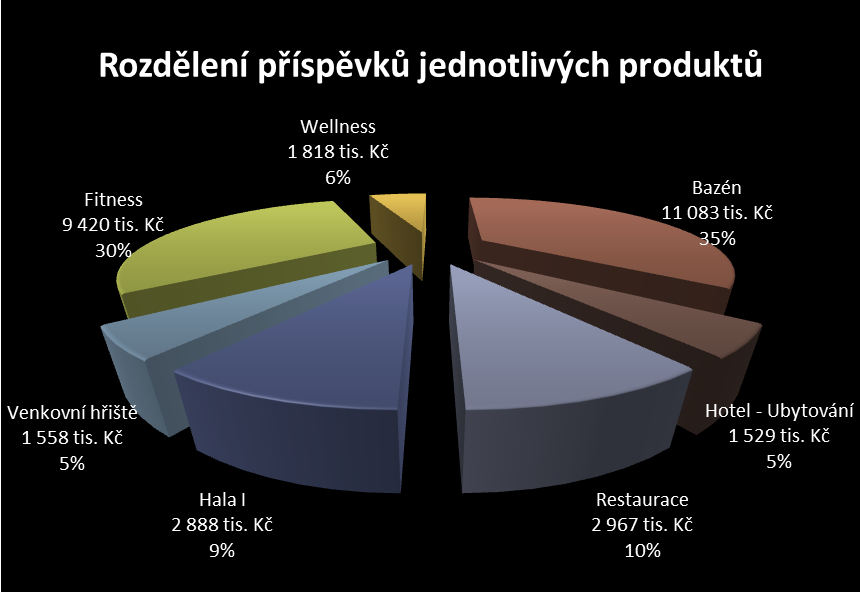 Rozdělení příspěvků jednotlivých produktů
Wellness
1 818 tis. Kč
6%
Bazén
11 083 tis. Kč
35%
Fitness
9 420 tis. Kč
30%
Venkovní hřiště
1 558 tis. Kč
5%
Hotel - Ubytování
1 529 tis. Kč
5%
Hala I
2 888 tis. Kč
9%
Restaurace
2 967 tis. Kč
10%